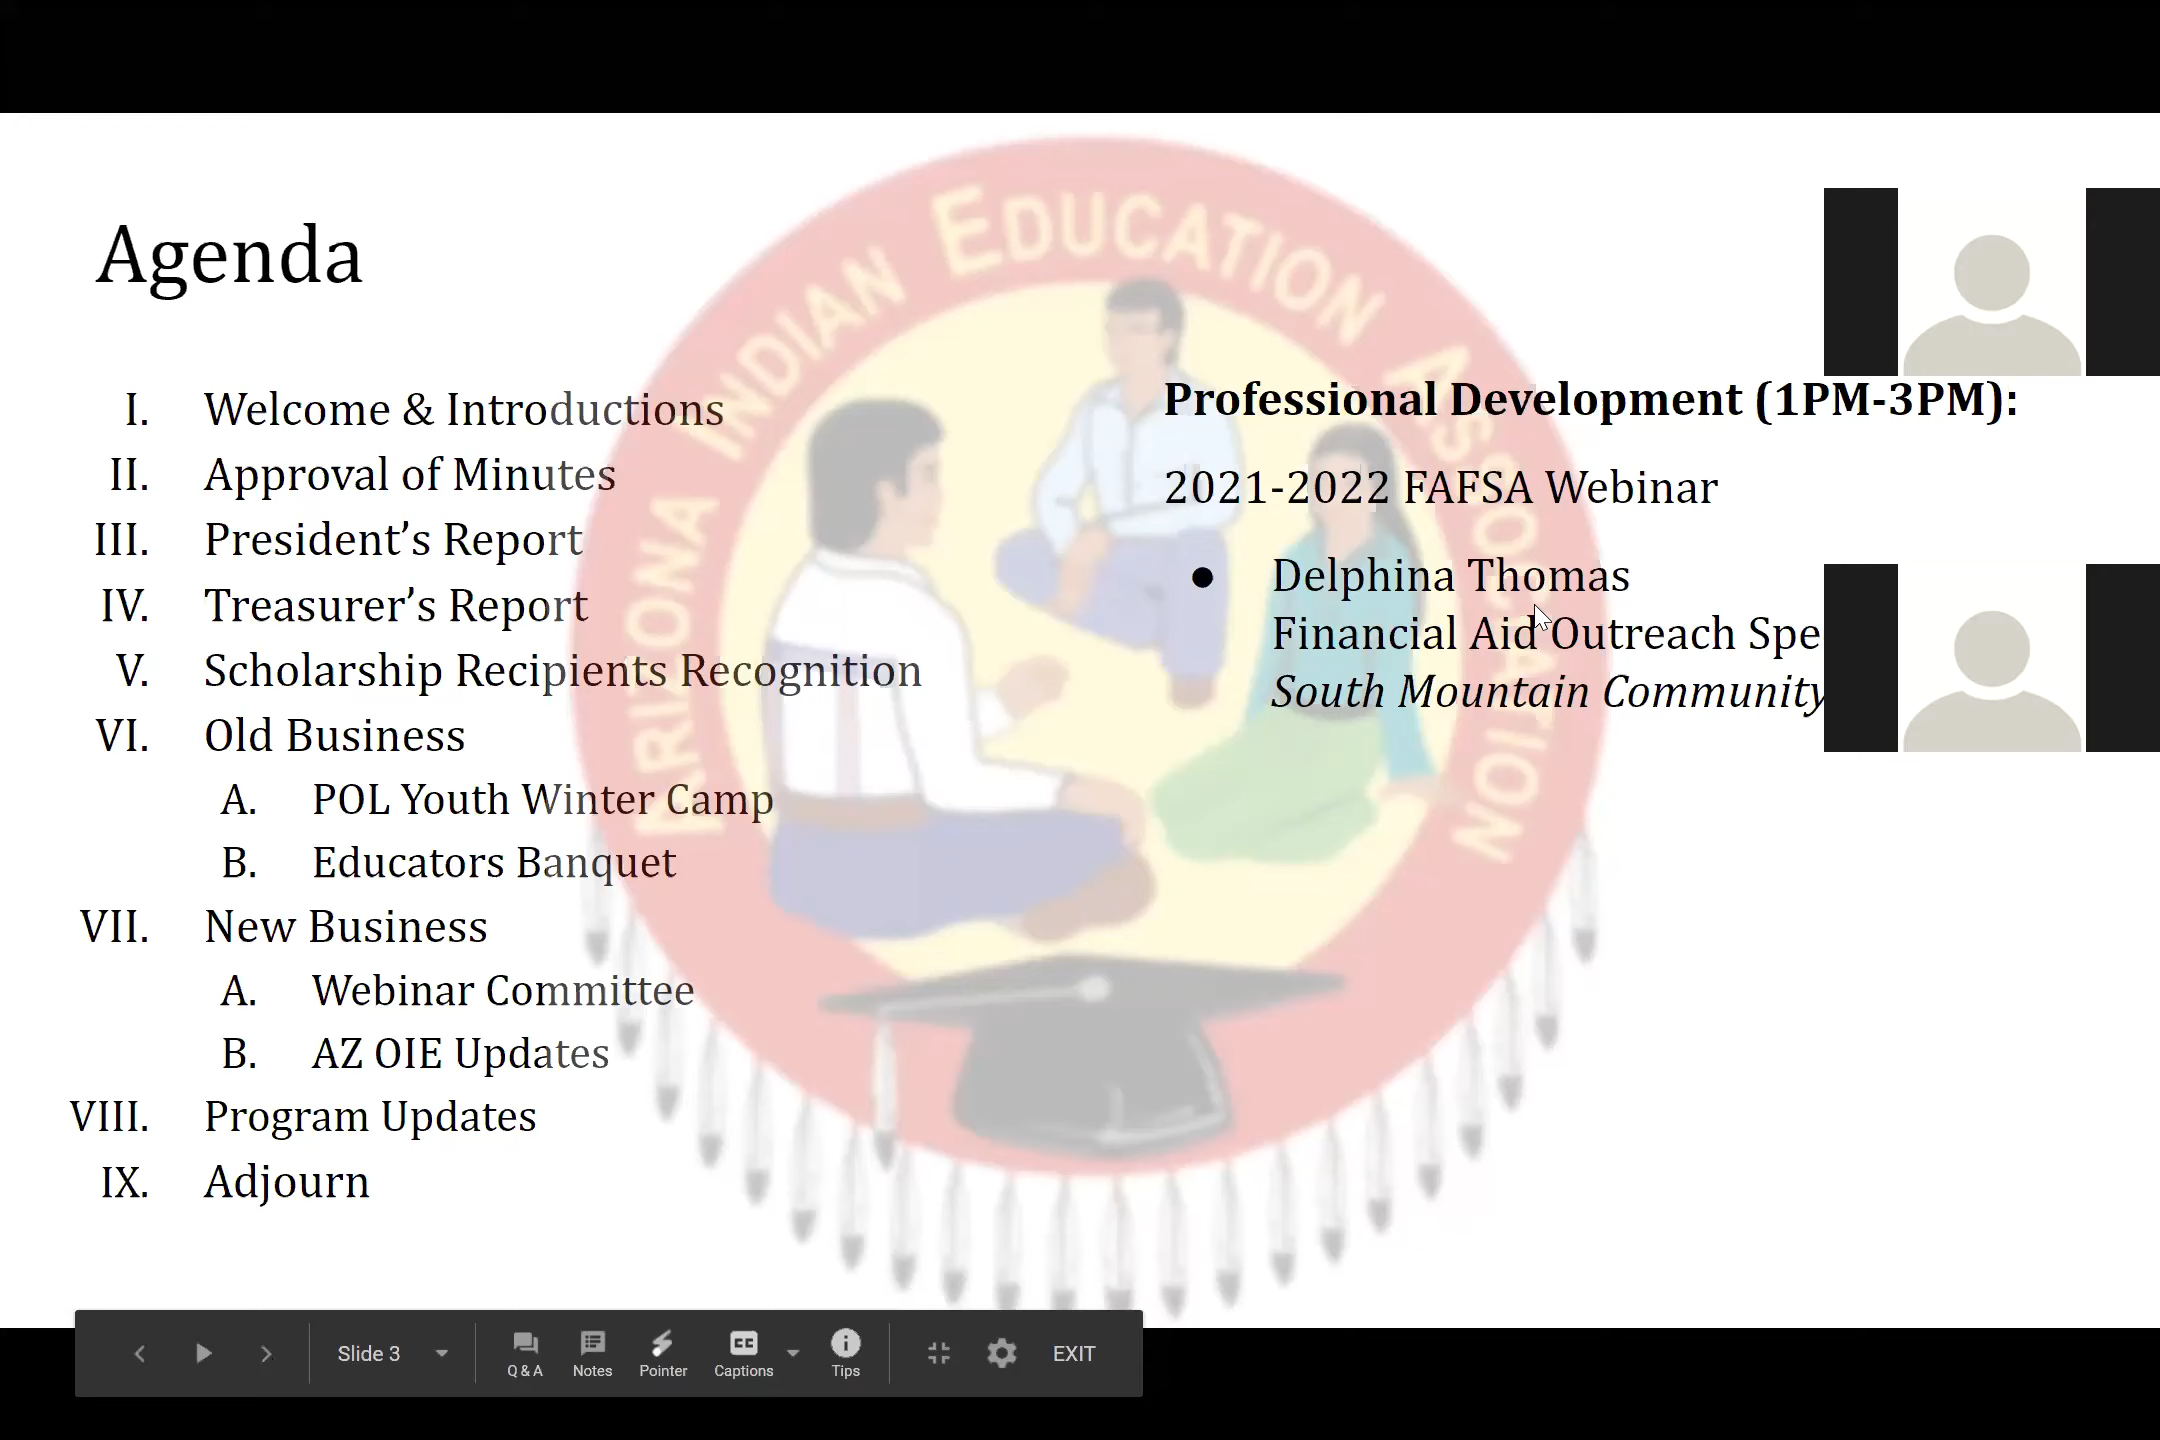 Agenda
I. Welcome & Introductions
II. Approval of Minutes
III. President’s Report
IV. Treasurer’s Report
V. Scholarship Recipients Recognition
VI. Old Business
A. POL Youth Winter Camp
B. Educators Banquet
VII. New Business
A. Webinar Committee
B. AZ OIE Updates
VIII. Program Updates
IX. Adjourn
Professional Development (1PM-3PM):
2021-2022 FAFSA Webinar
● Delphina Thomas
Financial Aid Outreach Spe
South Mountain Community
ARIZONA INDIAN EDUCATION ASSOCIATION
Slide 3
Q & A
Notes
Pointer
CC
Captions
Tips
EXIT